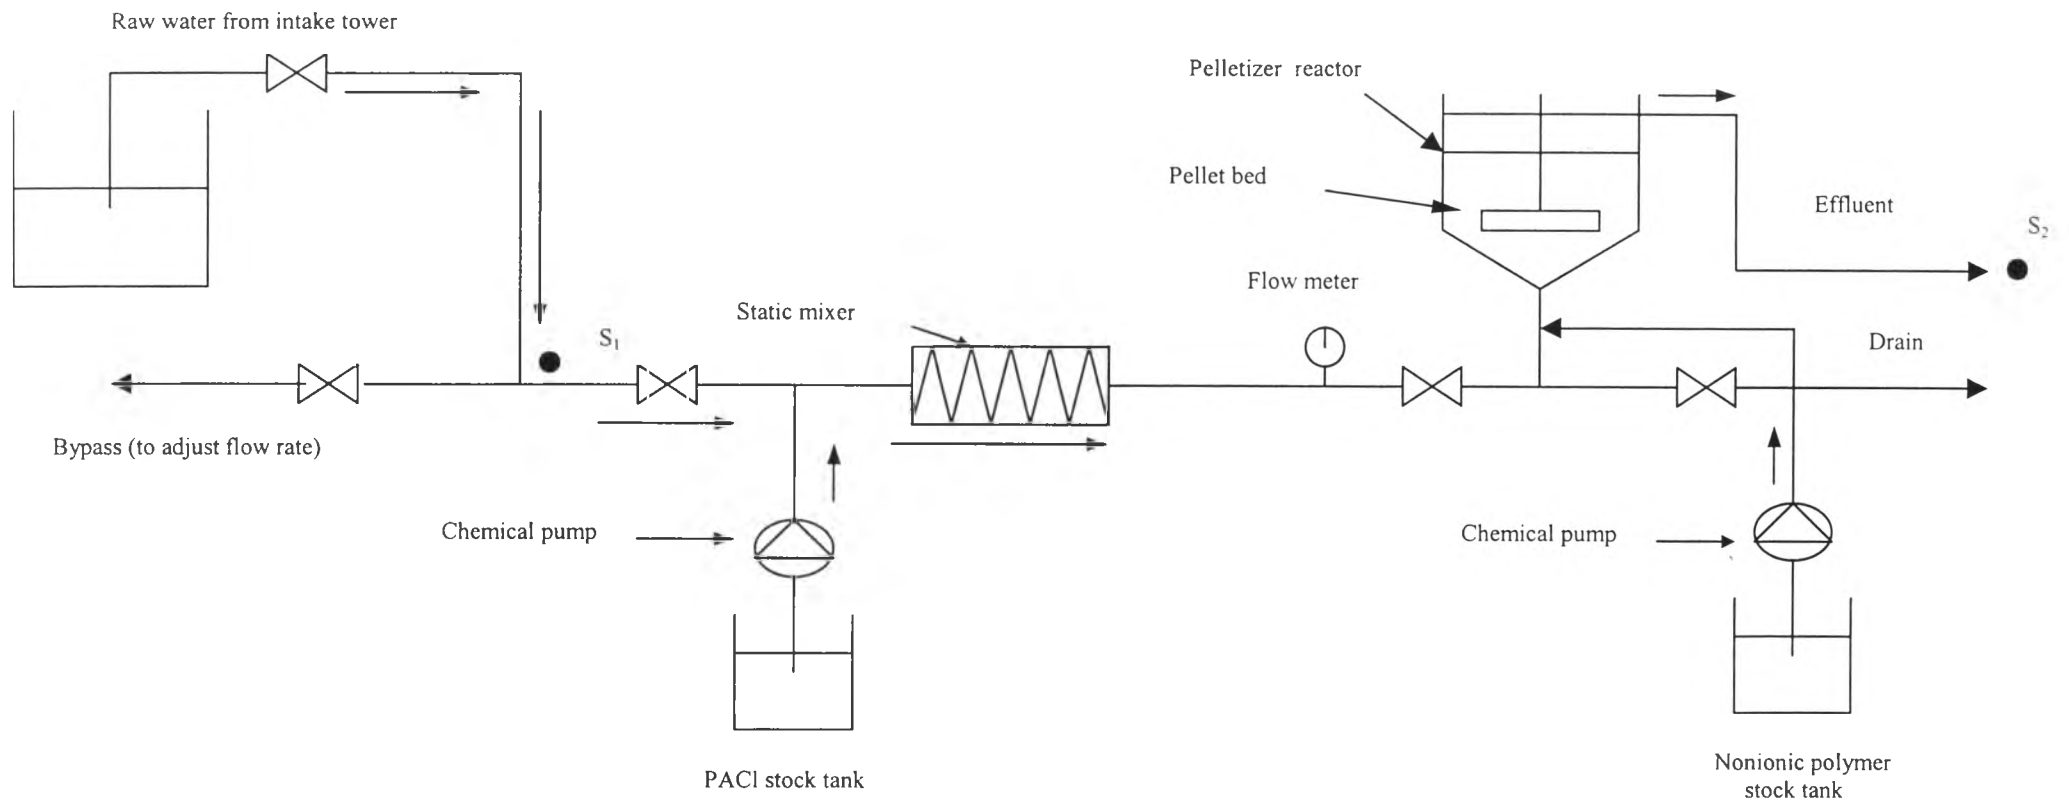 Raw water from intake tower
Pelletizer reactor
Pellet bed
Effluent
S₂
Flow meter
Static mixer
S₁
Drain
Bypass (to adjust flow rate)
Chemical pump
Chemical pump
PACl stock tank
Nonionic polymer
stock tank